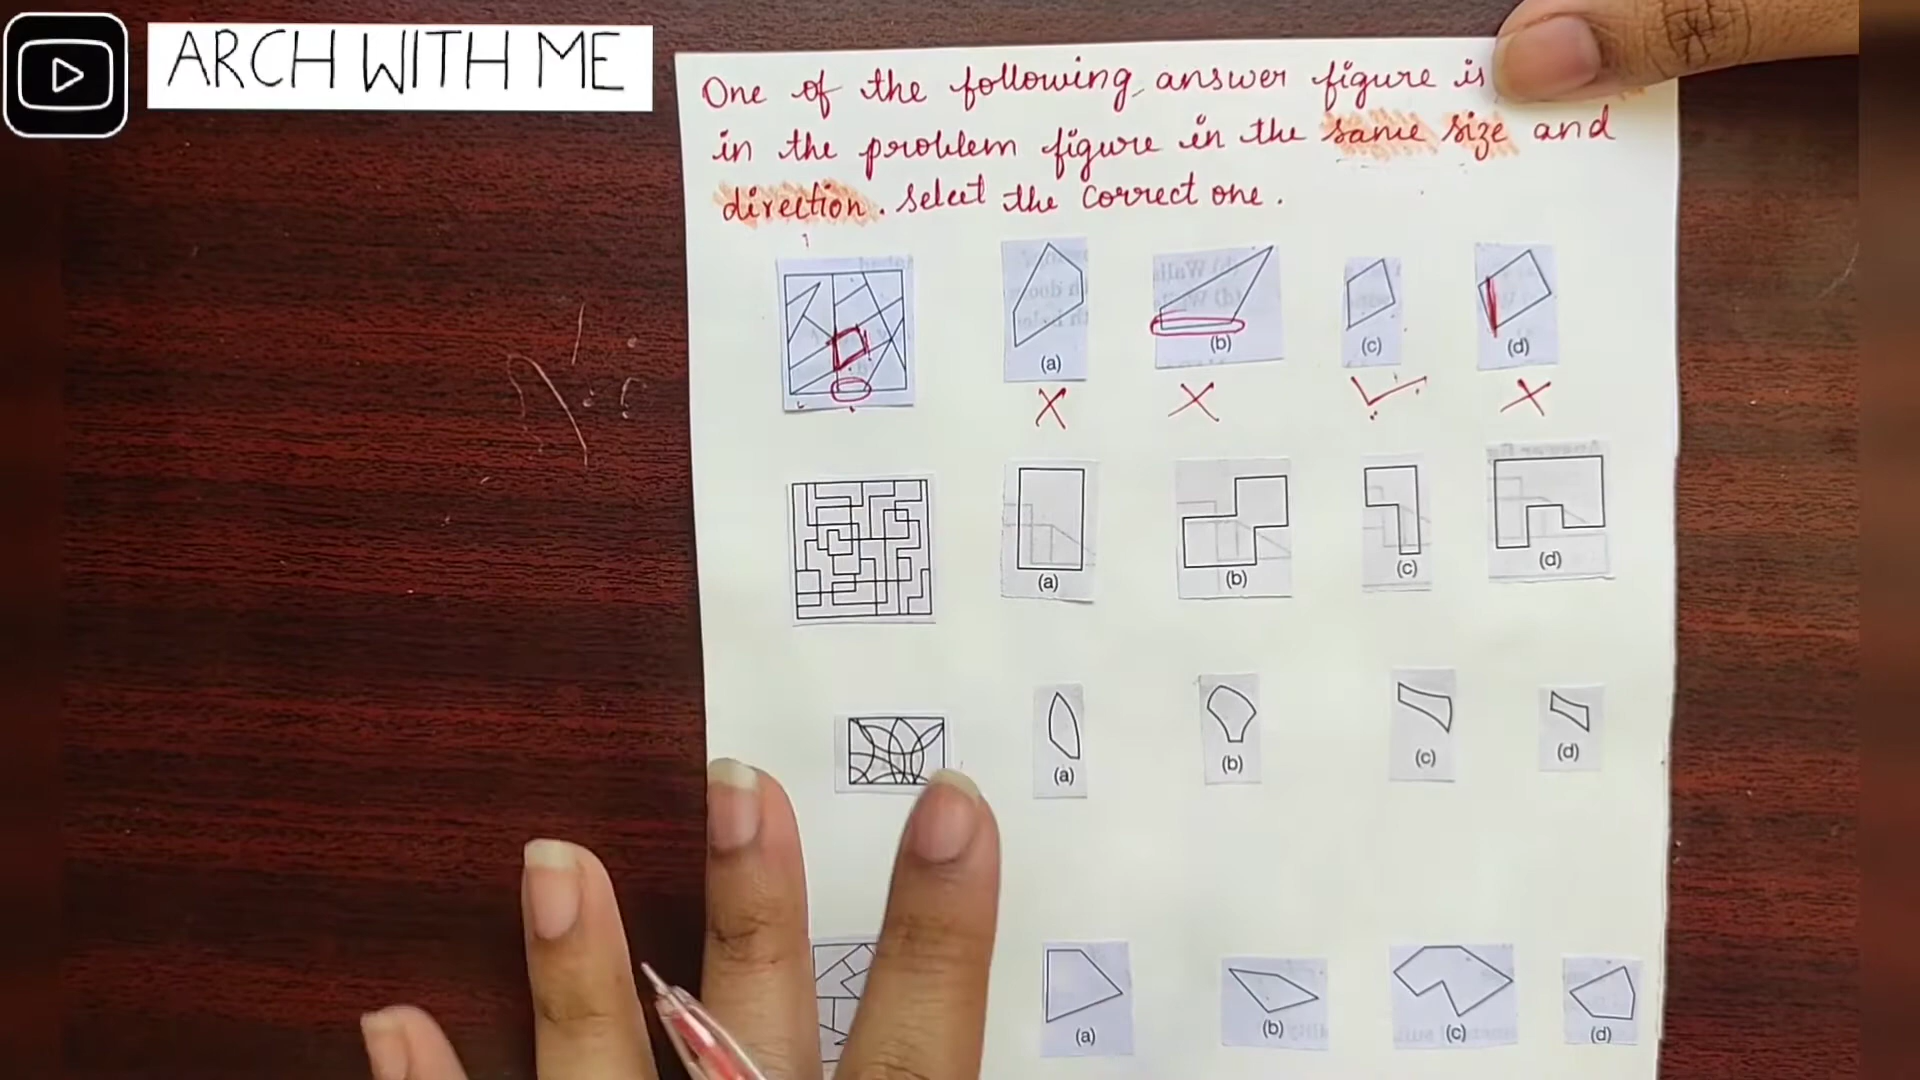 ARCH WITH ME
One of the following answer figure is
in the problem figure in the same size and
direction. Select the correct one.
(a)
(b)
(c)
(d)
(a)
(b)
(c)
(d)
(a)
(b)
(c)
(d)
(a)
(b)
(c)
(d)